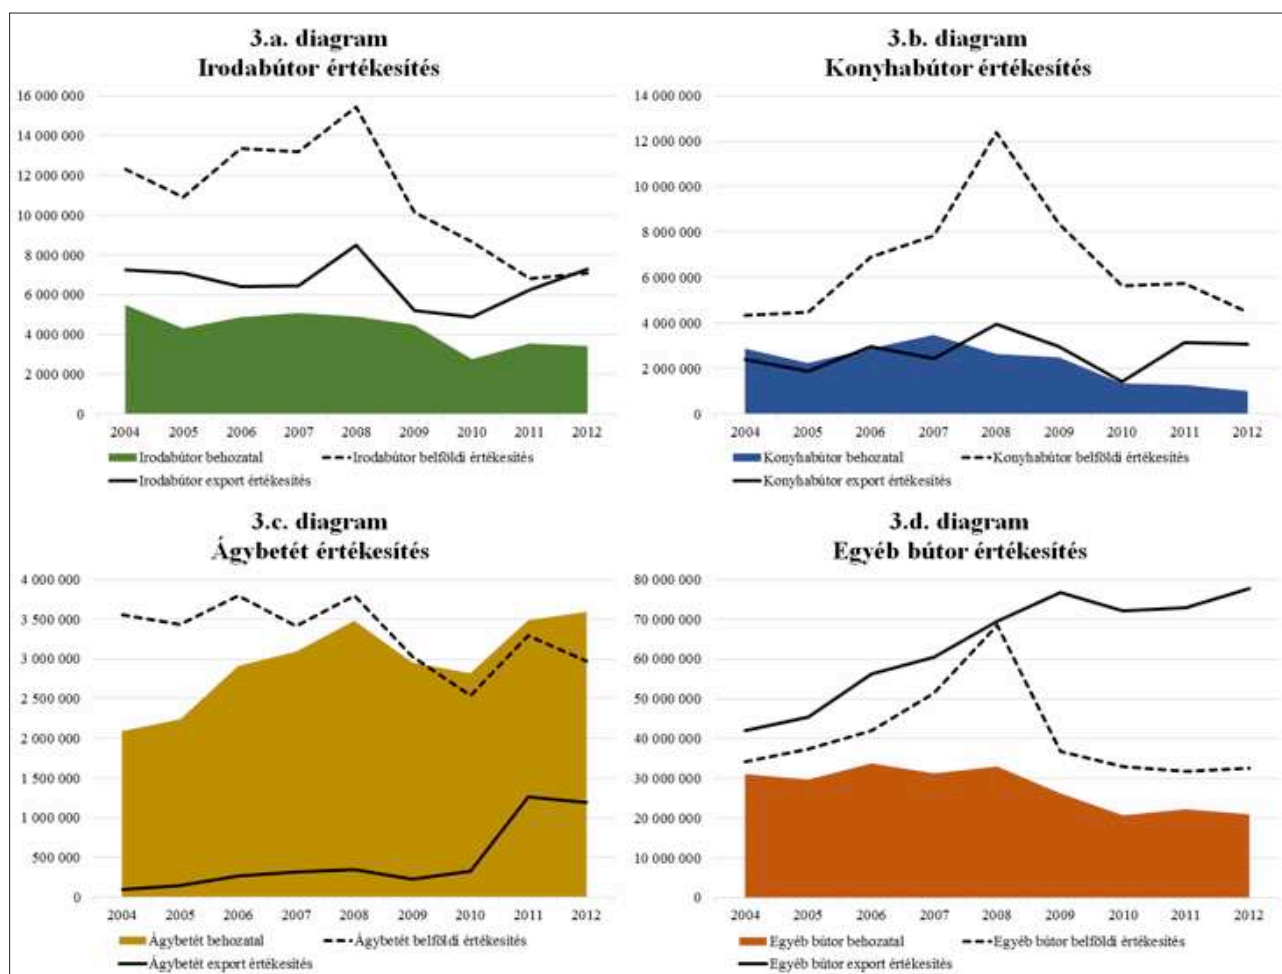 3.a. diagram
Irodabútor értékesítés
16 000 000
14 000 000
12 000 000
10 000 000
8 000 000
6 000 000
4 000 000
2 000 000
0
2004 2005 2006 2007 2008 2009 2010 2011 2012
Irodabútor behozatal Irodabútor belföldi értékesítés
Irodabútor export értékesítés
3.b. diagram
Konyhabútor értékesítés
14 000 000
12 000 000
10 000 000
8 000 000
6 000 000
4 000 000
2 000 000
0
2004 2005 2006 2007 2008 2009 2010 2011 2012
Konyhabútor behozatal Konyhabútor belföldi értékesítés
Konyhabútor export értékesítés
3.c. diagram
Ágybetét értékesítés
4 000 000
3 500 000
3 000 000
2 500 000
2 000 000
1 500 000
1 000 000
500 000
0
2004 2005 2006 2007 2008 2009 2010 2011 2012
Ágybetét behozatal Ágybetét belföldi értékesítés
Ágybetét export értékesítés
3.d. diagram
Egyéb bútor értékesítés
80 000 000
70 000 000
60 000 000
50 000 000
40 000 000
30 000 000
20 000 000
10 000 000
0
2004 2005 2006 2007 2008 2009 2010 2011 2012
Egyéb bútor behozatal Egyéb bútor belföldi értékesítés
Egyéb bútor export értékesítés